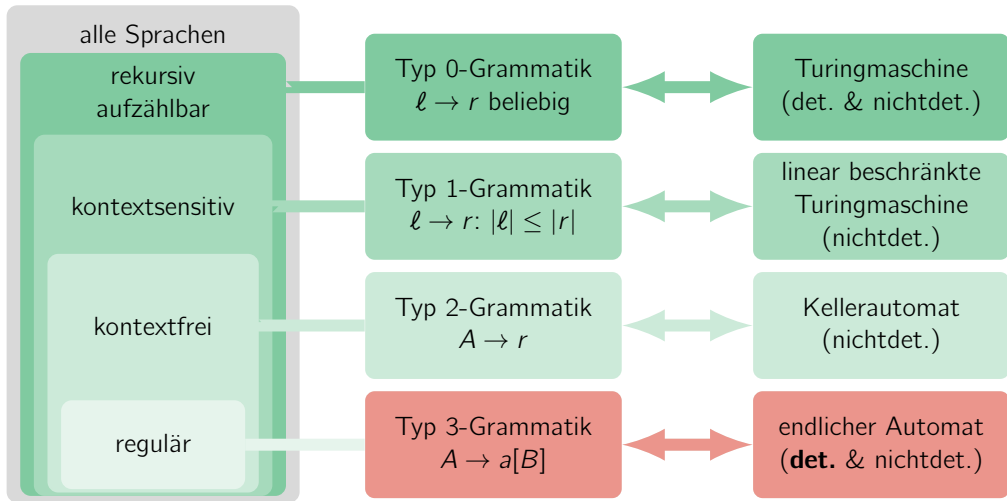 alle Sprachen
rekursiv
aufzählbar
kontextsensitiv
kontextfrei
regulär
Typ 0-Grammatik
ℓ → r beliebig
Turingmaschine
(det. & nichtdet.)
Typ 1-Grammatik
ℓ → r: |ℓ| ≤ |r|
linear beschränkte
Turingmaschine
(nichtdet.)
Typ 2-Grammatik
A → r
Kellerautomat
(nichtdet.)
Typ 3-Grammatik
A → a[B]
endlicher Automat
(det. & nichtdet.)